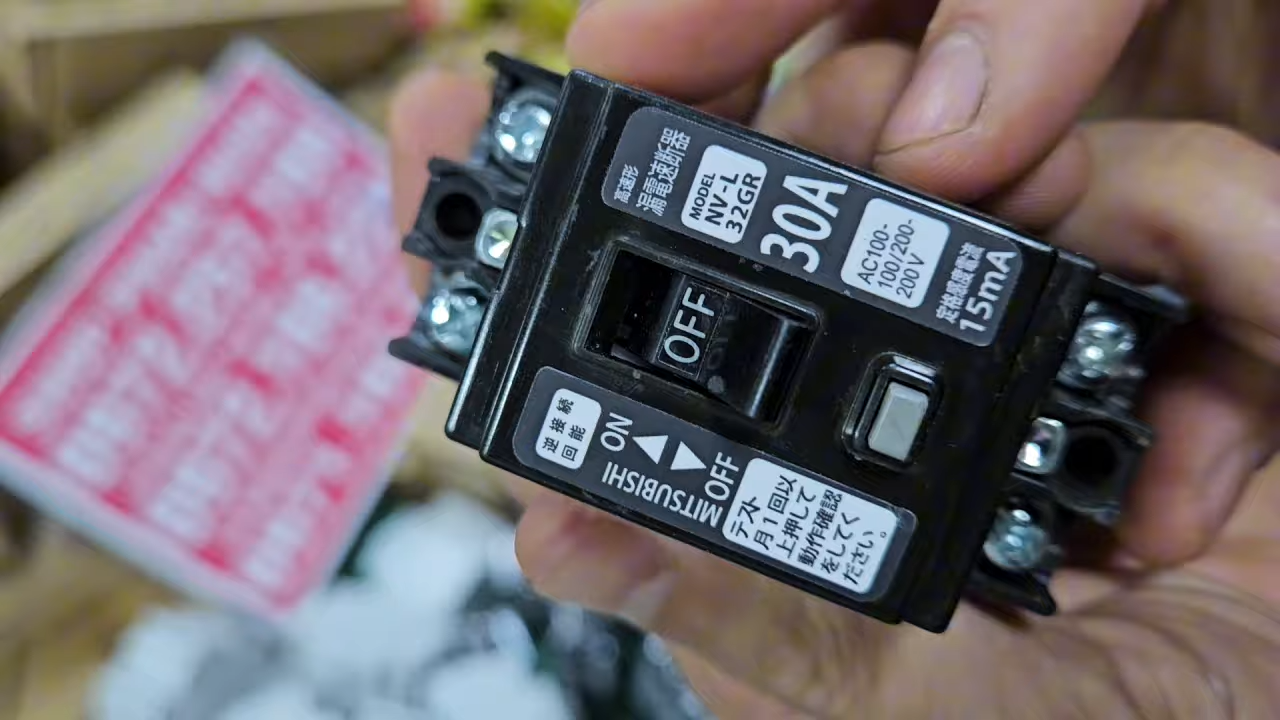 高速形
漏電遮断器
MODEL
NV-L
32GR
30A
AC100-
100/200-
200V
定格感度電流
15mA
OFF
逆接続
可能
ON
OFF
MITSUBISHI
テスト
月1回以
上押して
動作確認
をしてく
ださい。